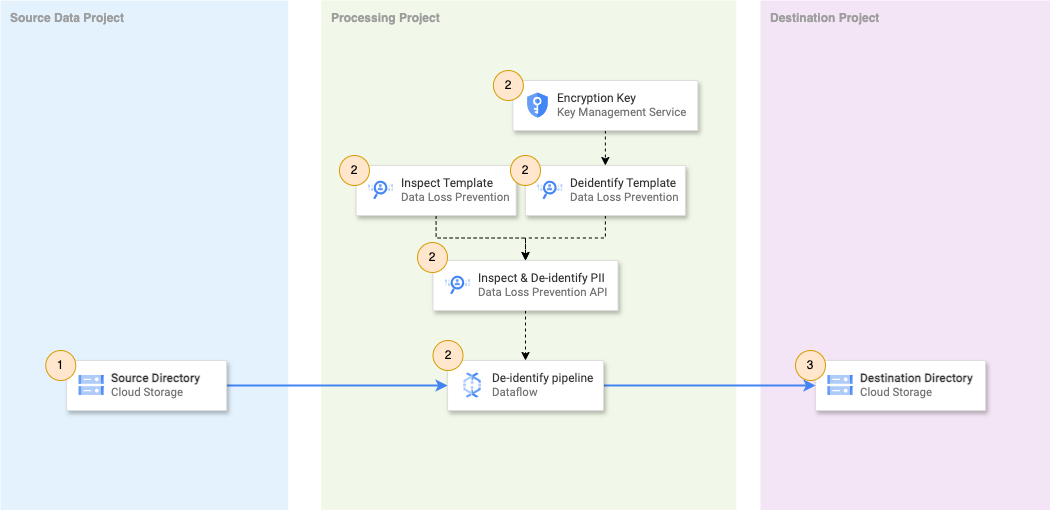 Source Data Project
Processing Project
Destination Project
2
Encryption Key
Key Management Service
2
Inspect Template
Data Loss Prevention
2
Deidentify Template
Data Loss Prevention
2
Inspect & De-identify PII
Data Loss Prevention API
1
Source Directory
Cloud Storage
2
De-identify pipeline
Dataflow
3
Destination Directory
Cloud Storage